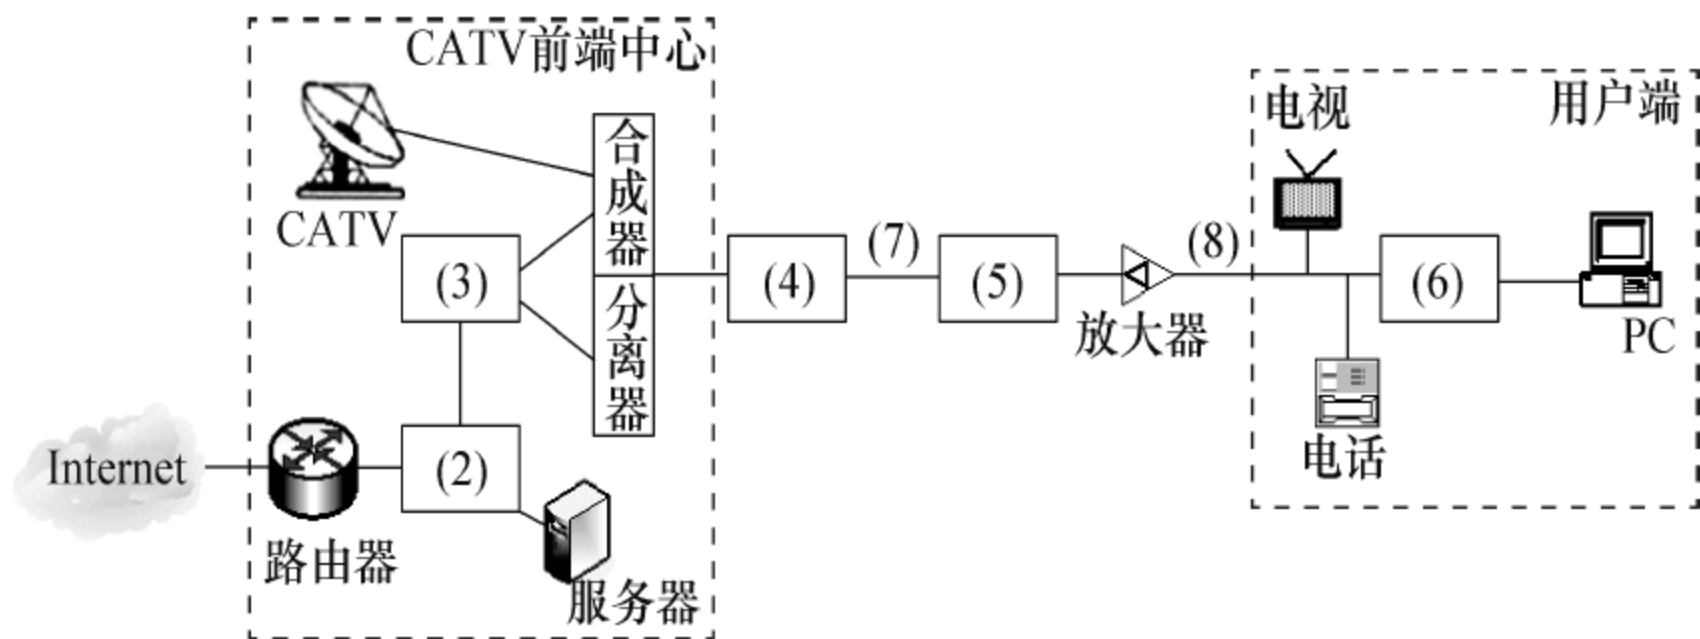 CATV前端中心
CATV
合成器
分离器
(3)
(2)
Internet
路由器
服务器
(4)
(7)
(5)
放大器
(8)
用户端
电视
(6)
PC
电话